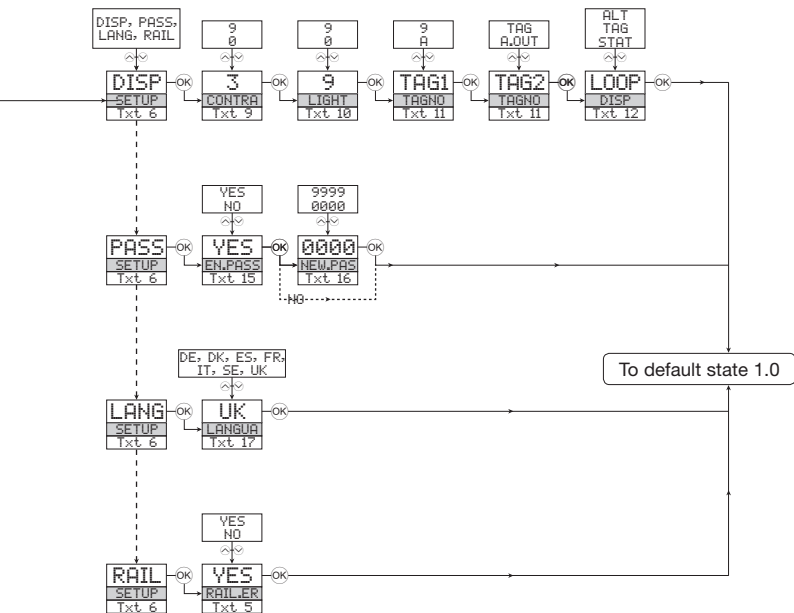 DISP, PASS,
LANG, RAIL
9
0
9
0
9
A
TAG
A.OUT
ALT
TAG
STAT
DISP OK 3 OK 9 OK TAG1 OK TAG2 OK LOOP OK
SETUP CONTRA LIGHT TAGNO TAGNO DISP
Txt 6 Txt 9 Txt 10 Txt 11 Txt 11 Txt 12
YES
NO
9999
0000
PASS OK YES OK 0000 OK
SETUP EN.PASS NEW.PAS
Txt 6 Txt 15 Txt 16
NO
To default state 1.0
DE, DK, ES, FR,
IT, SE, UK
LANG OK UK OK
SETUP LANGUA
Txt 6 Txt 17
YES
NO
RAIL OK YES OK
SETUP RAIL.ER
Txt 6 Txt 5